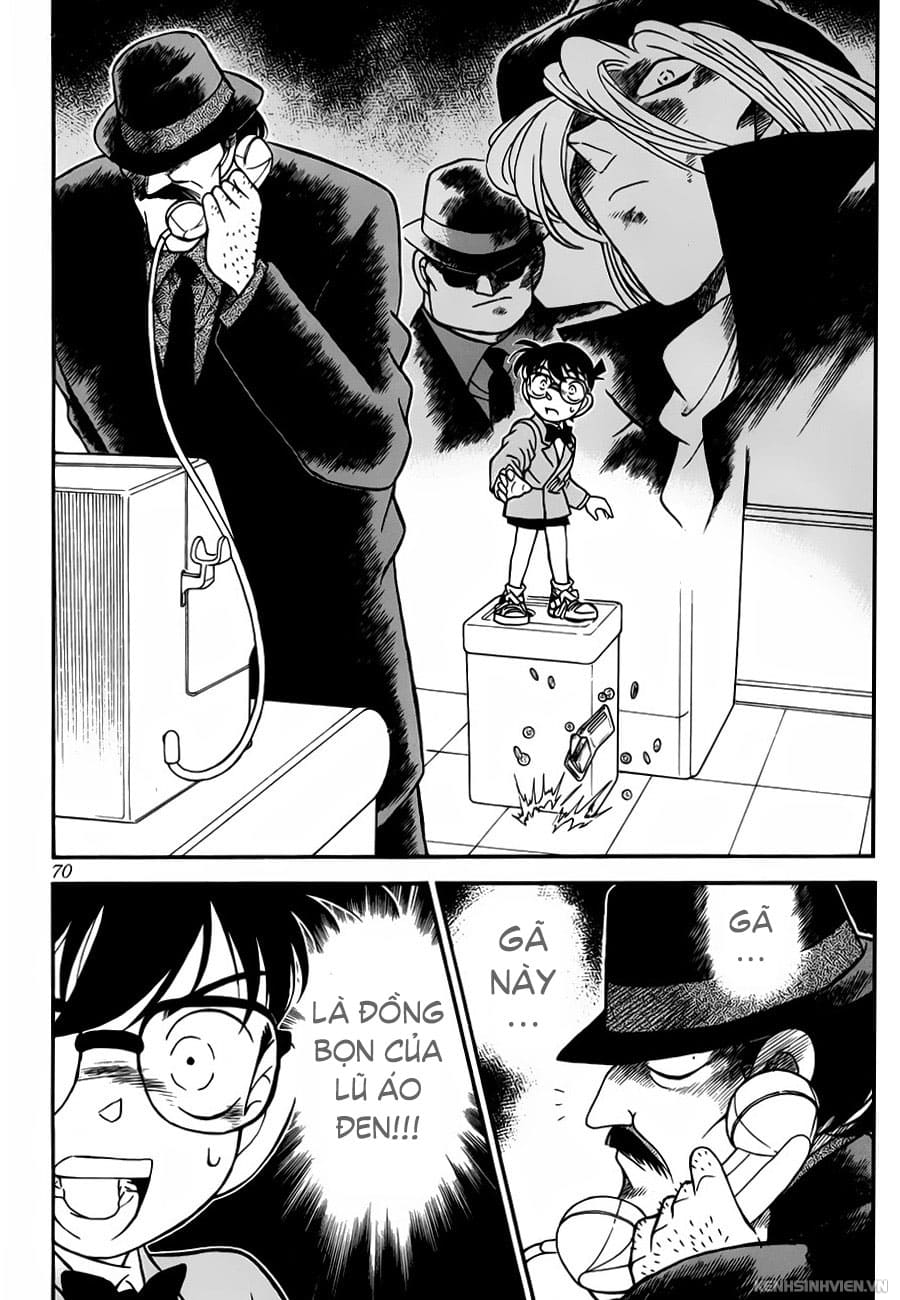 70
GÃ
...
GÃ
NÀY
...
LÀ ĐỒNG
BỌN CỦA
LŨ ÁO
ĐEN!!!
KENHSINHVIEN.VN